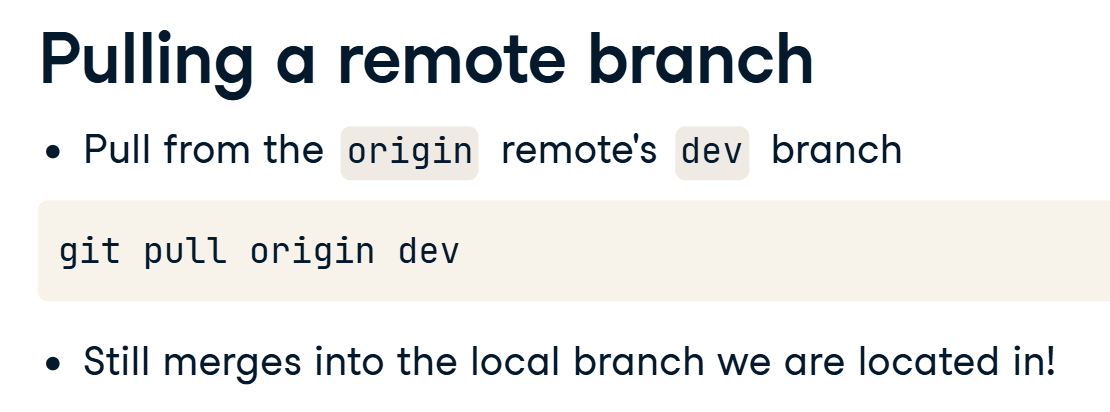 Pulling a remote branch
• Pull from the origin remote's dev branch
git pull origin dev
• Still merges into the local branch we are located in!